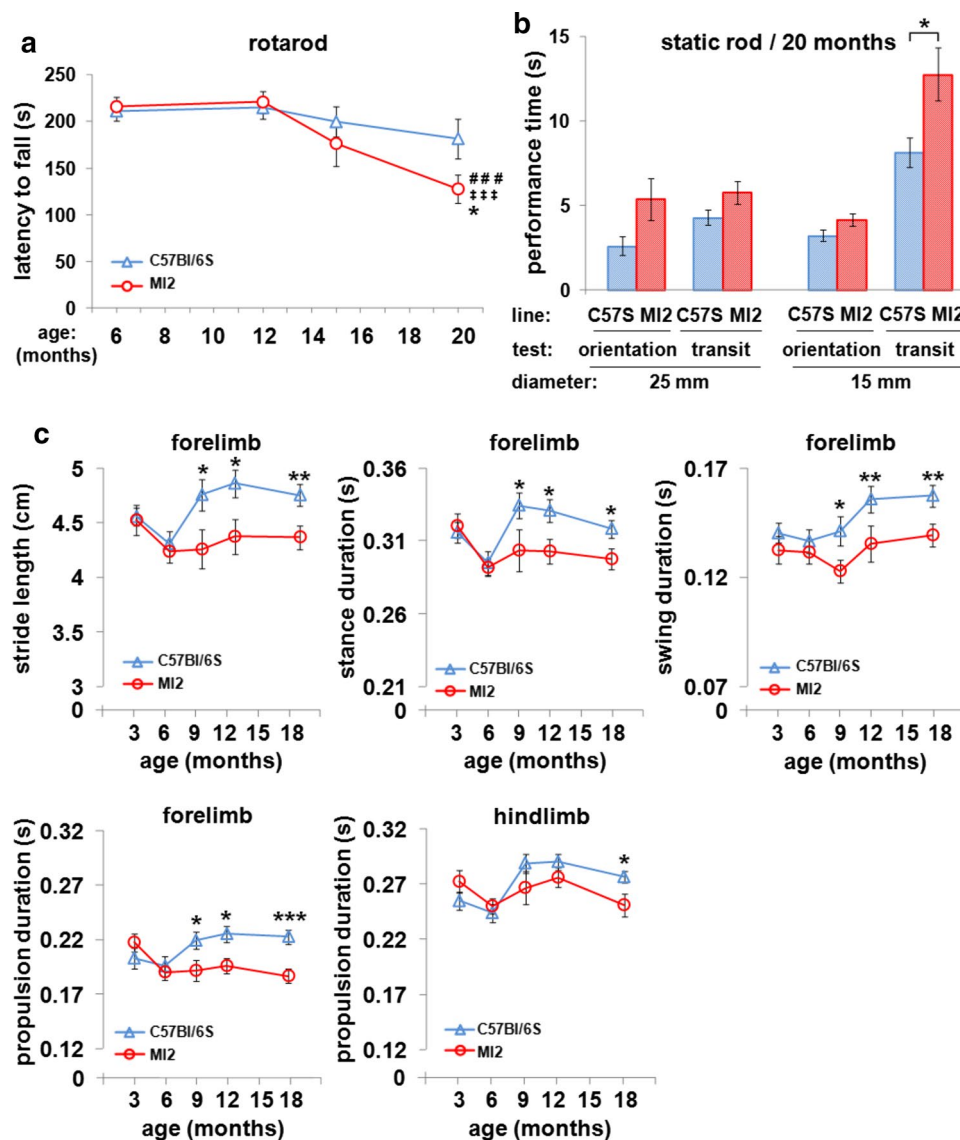 a
rotarod
latency to fall (s)
250
200
150
100
50
0
###
‡‡‡
*
C57Bl/6S
MI2
age:
(months)
6 8 10 12 14 16 18 20
b
static rod / 20 months
*
performance time (s)
15
10
5
0
line: C57S MI2 C57S MI2 C57S MI2 C57S MI2
test: orientation transit orientation transit
diameter: 25 mm 15 mm
c
forelimb
stride length (cm)
5
4.5
4
3.5
3
0
* * **
C57Bl/6S
MI2
3 6 9 12 15 18
age (months)
forelimb
stance duration (s)
0.36
0.31
0.26
0.21
0
* * *
C57Bl/6S
MI2
3 6 9 12 15 18
age (months)
forelimb
swing duration (s)
0.17
0.12
0.07
0
* ** **
C57Bl/6S
MI2
3 6 9 12 15 18
age (months)
forelimb
propulsion duration (s)
0.32
0.27
0.22
0.17
0.12
0
* * ***
C57Bl/6S
MI2
3 6 9 12 15 18
age (months)
hindlimb
propulsion duration (s)
0.32
0.27
0.22
0.17
0.12
0
*
C57Bl/6S
MI2
3 6 9 12 15 18
age (months)